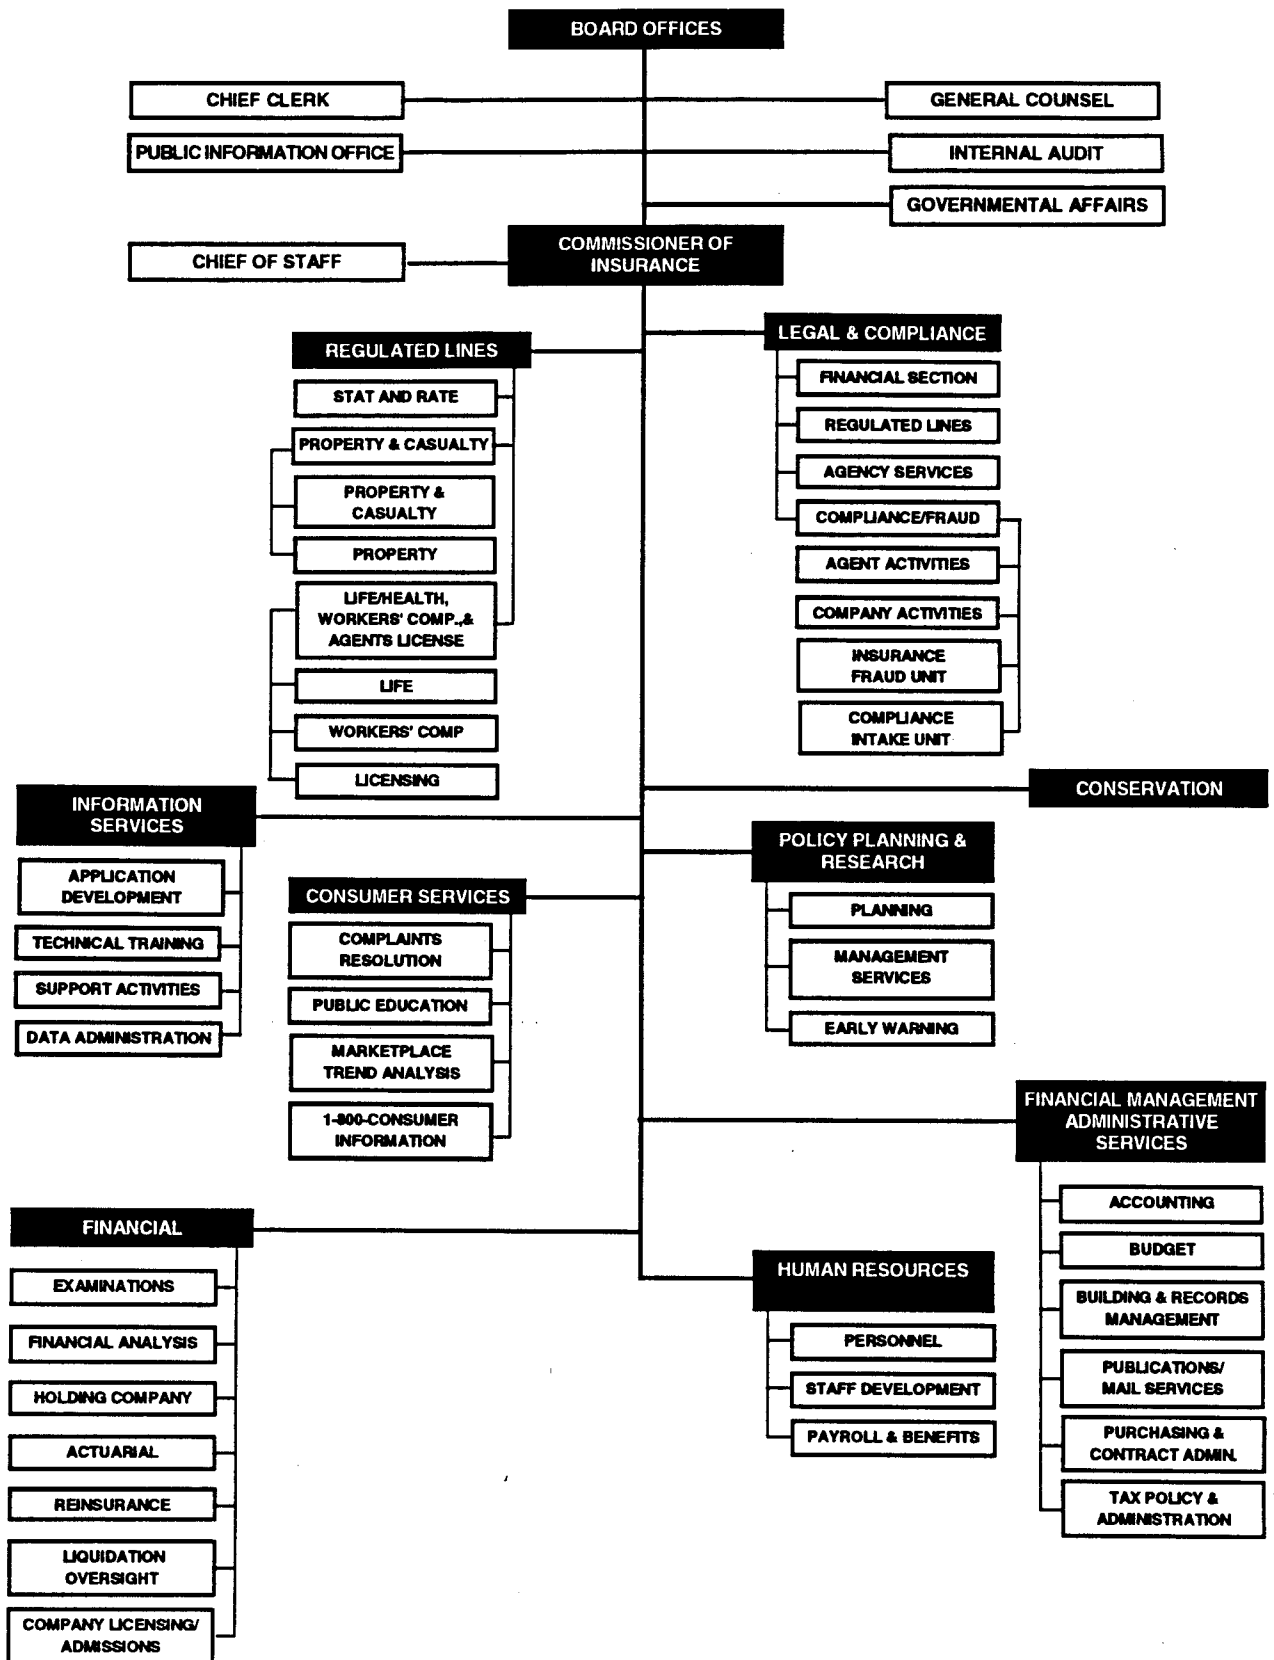 BOARD OFFICES
CHIEF CLERK
GENERAL COUNSEL
PUBLIC INFORMATION OFFICE
INTERNAL AUDIT
GOVERNMENTAL AFFAIRS
COMMISSIONER OF
INSURANCE
CHIEF OF STAFF
REGULATED LINES
STAT AND RATE
PROPERTY & CASUALTY
PROPERTY &
CASUALTY
PROPERTY
LIFE/HEALTH,
WORKERS' COMP.,&
AGENTS LICENSE
LIFE
WORKERS' COMP
LICENSING
LEGAL & COMPLIANCE
FINANCIAL SECTION
REGULATED LINES
AGENCY SERVICES
COMPLIANCE/FRAUD
AGENT ACTIVITIES
COMPANY ACTIVITIES
INSURANCE
FRAUD UNIT
COMPLIANCE
INTAKE UNIT
CONSERVATION
INFORMATION
SERVICES
APPLICATION
DEVELOPMENT
TECHNICAL TRAINING
SUPPORT ACTIVITIES
DATA ADMINISTRATION
CONSUMER SERVICES
COMPLAINTS
RESOLUTION
PUBLIC EDUCATION
MARKETPLACE
TREND ANALYSIS
1-800-CONSUMER
INFORMATION
POLICY PLANNING &
RESEARCH
PLANNING
MANAGEMENT
SERVICES
EARLY WARNING
FINANCIAL MANAGEMENT
ADMINISTRATIVE
SERVICES
ACCOUNTING
BUDGET
BUILDING & RECORDS
MANAGEMENT
PUBLICATIONS/
MAIL SERVICES
PURCHASING &
CONTRACT ADMIN.
TAX POLICY &
ADMINISTRATION
FINANCIAL
EXAMINATIONS
FINANCIAL ANALYSIS
HOLDING COMPANY
ACTUARIAL
REINSURANCE
LIQUIDATION
OVERSIGHT
COMPANY LICENSING/
ADMISSIONS
HUMAN RESOURCES
PERSONNEL
STAFF DEVELOPMENT
PAYROLL & BENEFITS